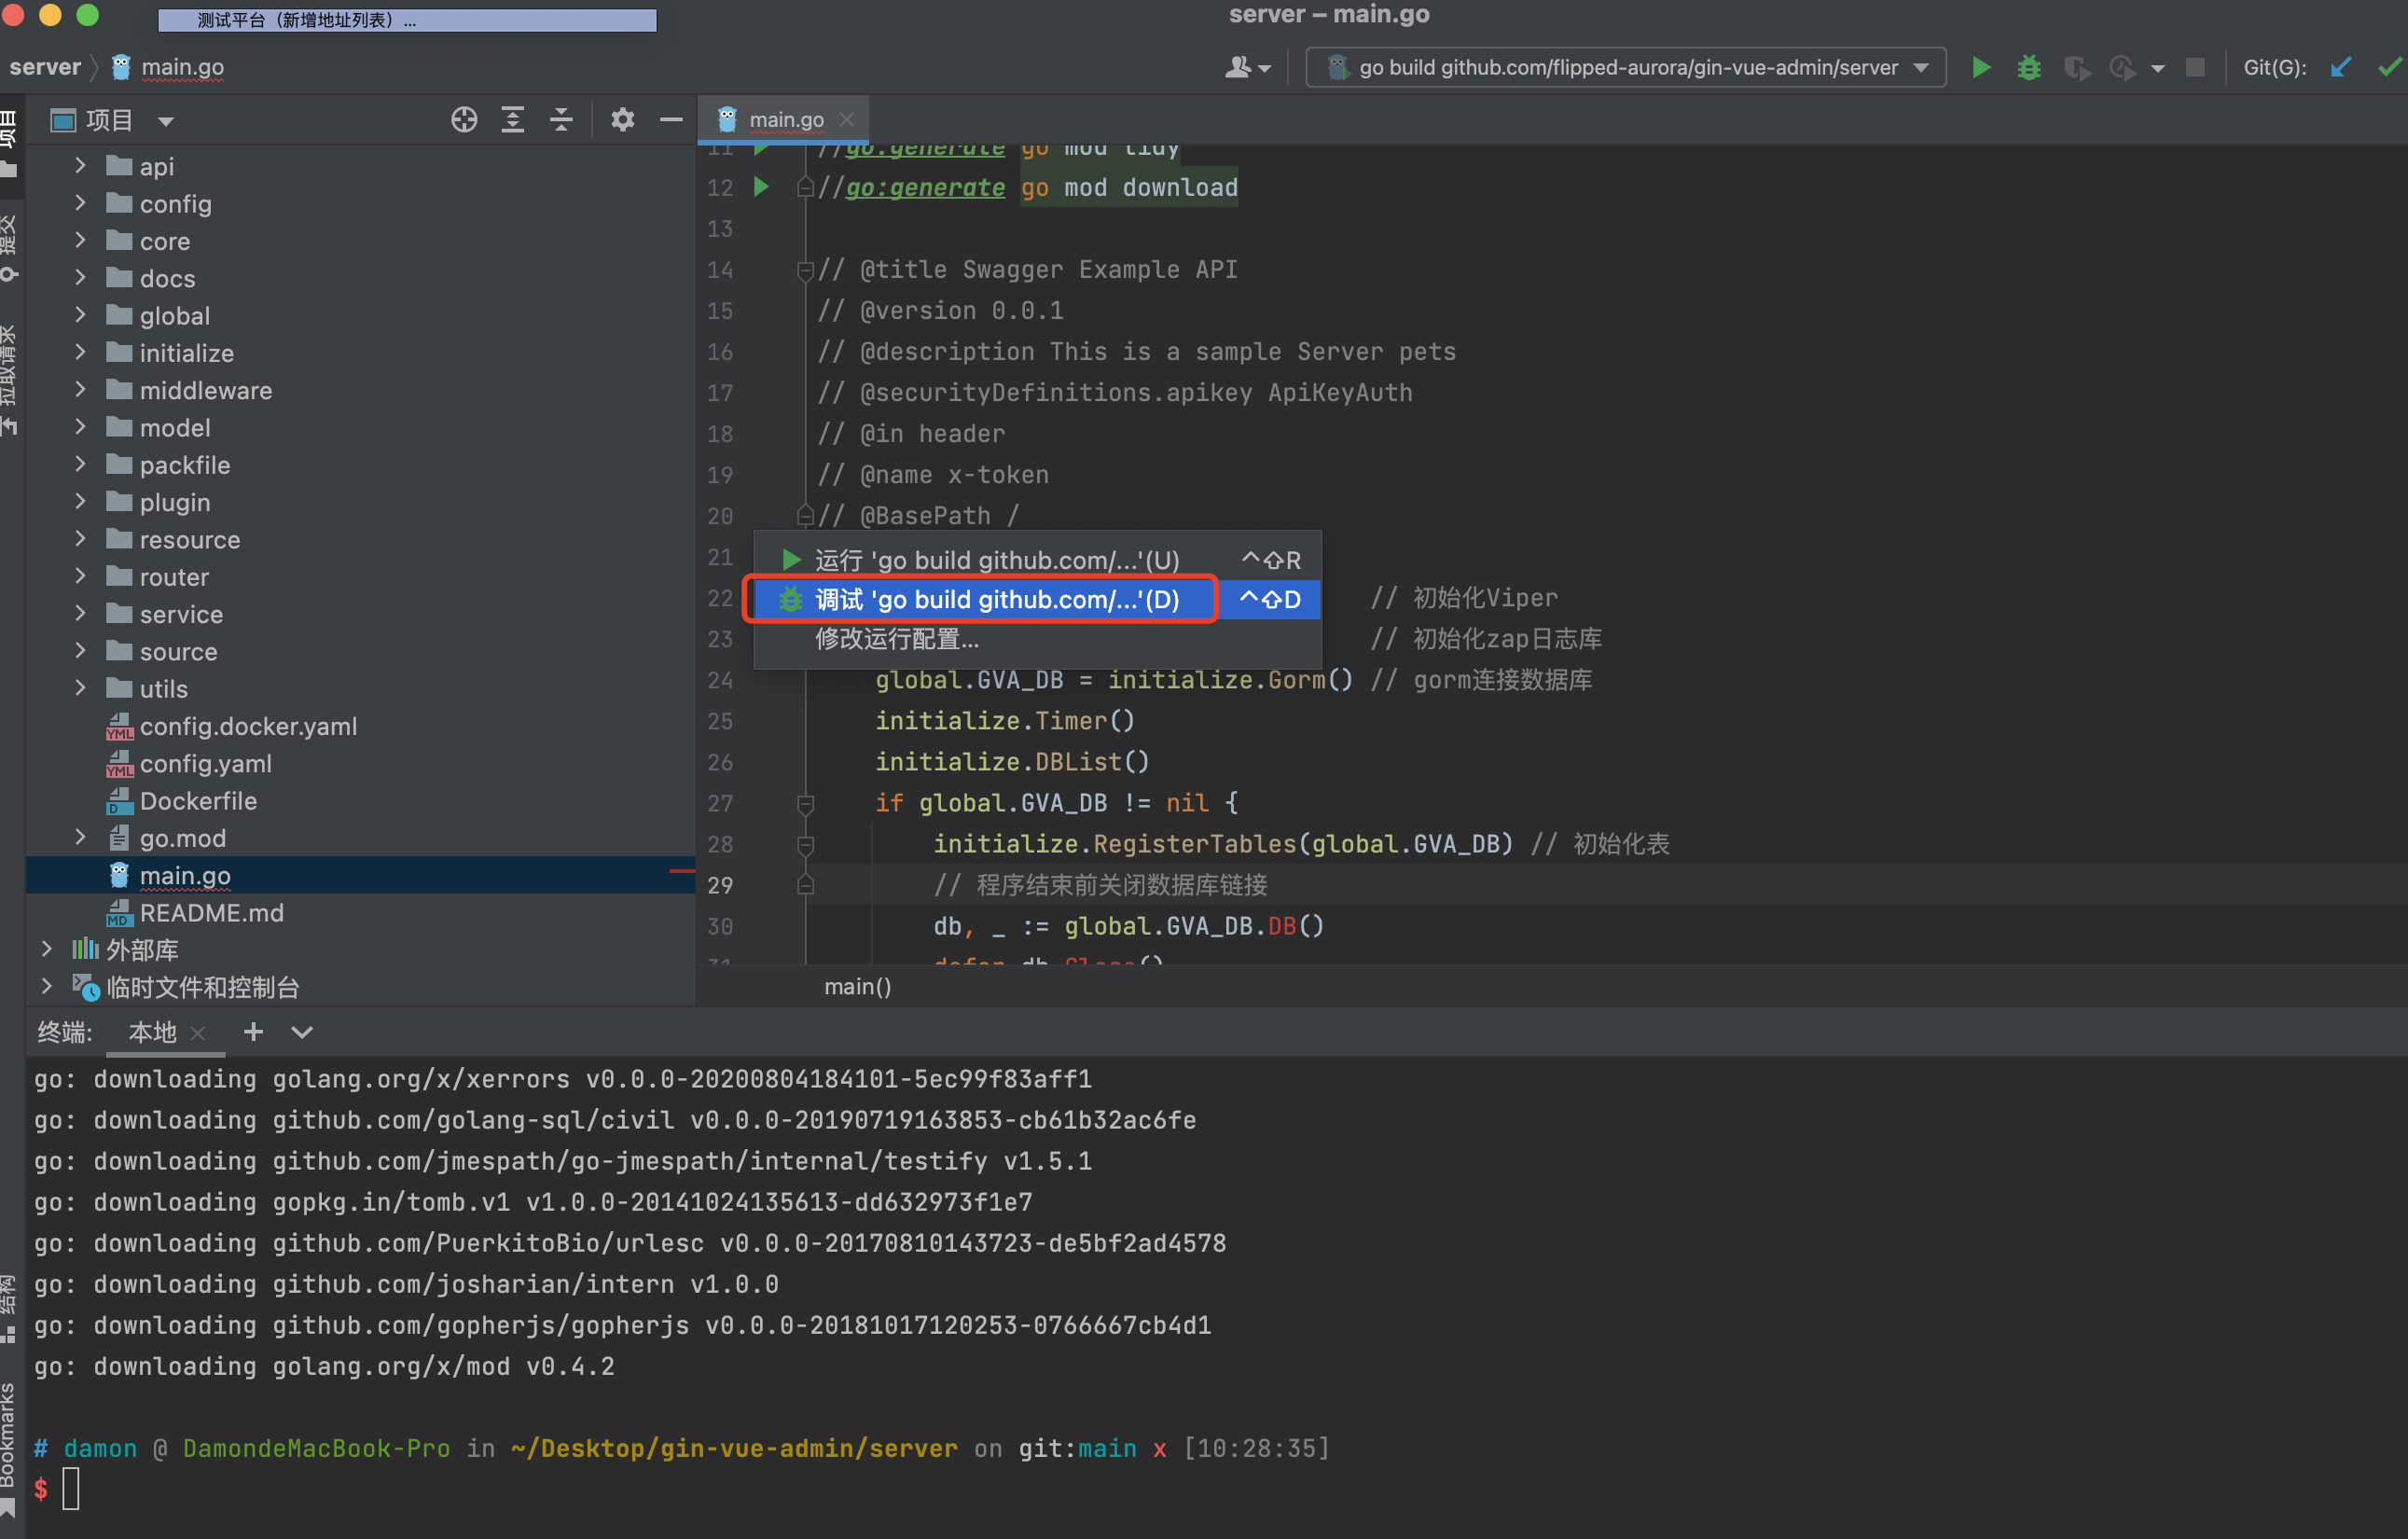 测试平台（新增地址列表）...
server – main.go
server
main.go
go build github.com/flipped-aurora/gin-vue-admin/server
Git(G):
项目
提交
拉取请求
结构
Bookmarks
项目
api
config
core
docs
global
initialize
middleware
model
packfile
plugin
resource
router
service
source
utils
config.docker.yaml
config.yaml
Dockerfile
go.mod
main.go
README.md
外部库
临时文件和控制台
main.go
11 //go:generate go mod tidy
12 //go:generate go mod download
13
14 // @title Swagger Example API
15 // @version 0.0.1
16 // @description This is a sample Server pets
17 // @securityDefinitions.apikey ApiKeyAuth
18 // @in header
19 // @name x-token
20 // @BasePath /
21
运行 'go build github.com/...'(U) ^⇧R
22 // 初始化Viper
调试 'go build github.com/...'(D) ^⇧D
23 // 初始化zap日志库
修改运行配置...
24 global.GVA_DB = initialize.Gorm() // gorm连接数据库
25 initialize.Timer()
26 initialize.DBList()
27 if global.GVA_DB != nil {
28 initialize.RegisterTables(global.GVA_DB) // 初始化表
29 // 程序结束前关闭数据库链接
30 db, _ := global.GVA_DB.DB()
31 defer db.Close()
main()
终端: 本地
go: downloading golang.org/x/xerrors v0.0.0-20200804184101-5ec99f83aff1
go: downloading github.com/golang-sql/civil v0.0.0-20190719163853-cb61b32ac6fe
go: downloading github.com/jmespath/go-jmespath/internal/testify v1.5.1
go: downloading gopkg.in/tomb.v1 v1.0.0-20141024135613-dd632973f1e7
go: downloading github.com/PuerkitoBio/urlesc v0.0.0-20170810143723-de5bf2ad4578
go: downloading github.com/josharian/intern v1.0.0
go: downloading github.com/gopherjs/gopherjs v0.0.0-20181017120253-0766667cb4d1
go: downloading golang.org/x/mod v0.4.2
# damon @ DamondeMacBook-Pro in ~/Desktop/gin-vue-admin/server on git:main x [10:28:35]
$